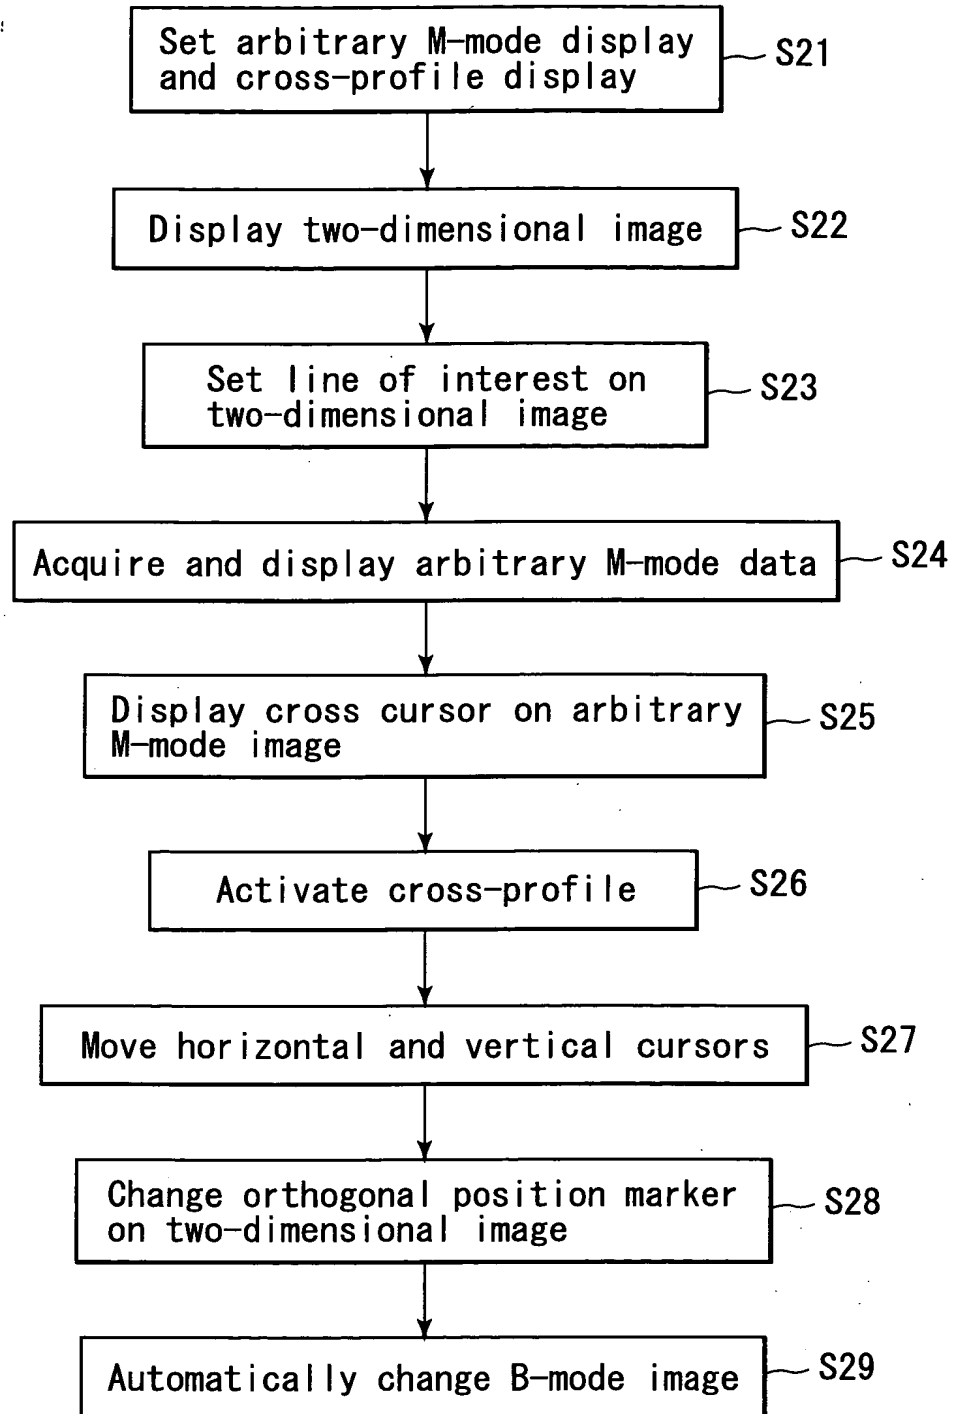 Set arbitrary M-mode display
and cross-profile display
S21
Display two-dimensional image
S22
Set line of interest on
two-dimensional image
S23
Acquire and display arbitrary M-mode data
S24
Display cross cursor on arbitrary
M-mode image
S25
Activate cross-profile
S26
Move horizontal and vertical cursors
S27
Change orthogonal position marker
on two-dimensional image
S28
Automatically change B-mode image
S29